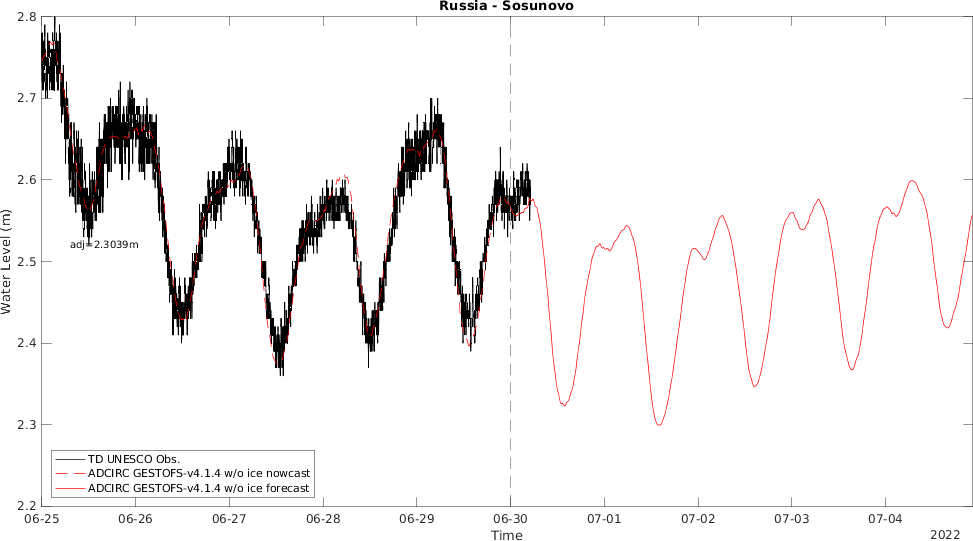 Russia - Sosunovo
2.8
2.7
2.6
2.5
2.4
2.3
2.2
Water Level (m)
adj=2.3039m
TD UNESCO Obs.
ADCIRC GESTOFS-v4.1.4 w/o ice nowcast
ADCIRC GESTOFS-v4.1.4 w/o ice forecast
06-25 06-26 06-27 06-28 06-29 06-30 07-01 07-02 07-03 07-04
Time
2022